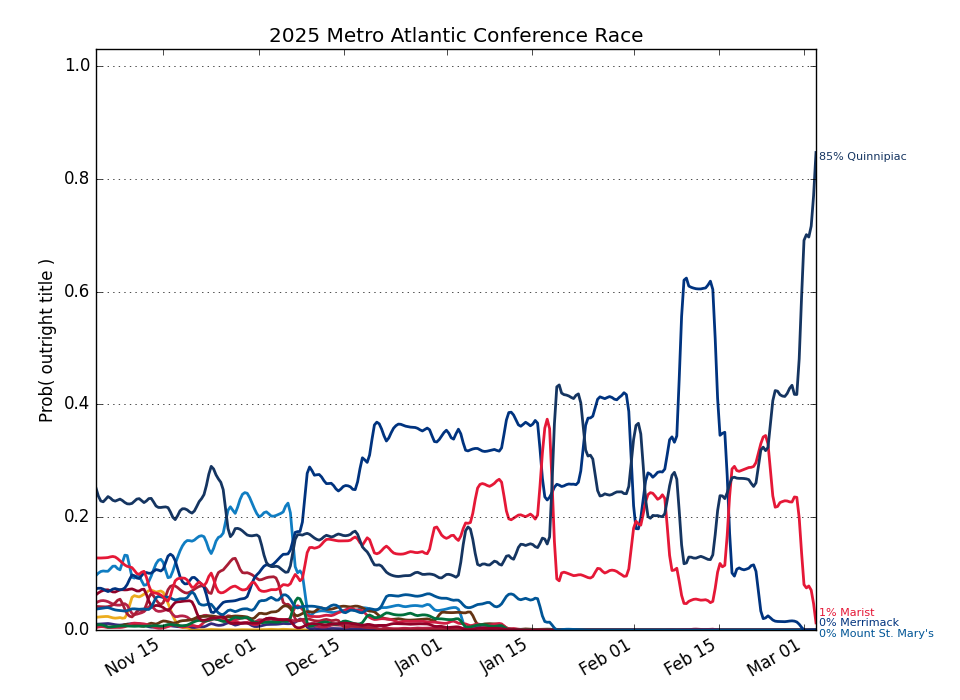 2025 Metro Atlantic Conference Race
1.0
0.8
0.6
0.4
0.2
0.0
Prob( outright title )
85% Quinnipiac
1% Marist
0% Merrimack
0% Mount St. Mary's
Nov 15
Dec 01
Dec 15
Jan 01
Jan 15
Feb 01
Feb 15
Mar 01